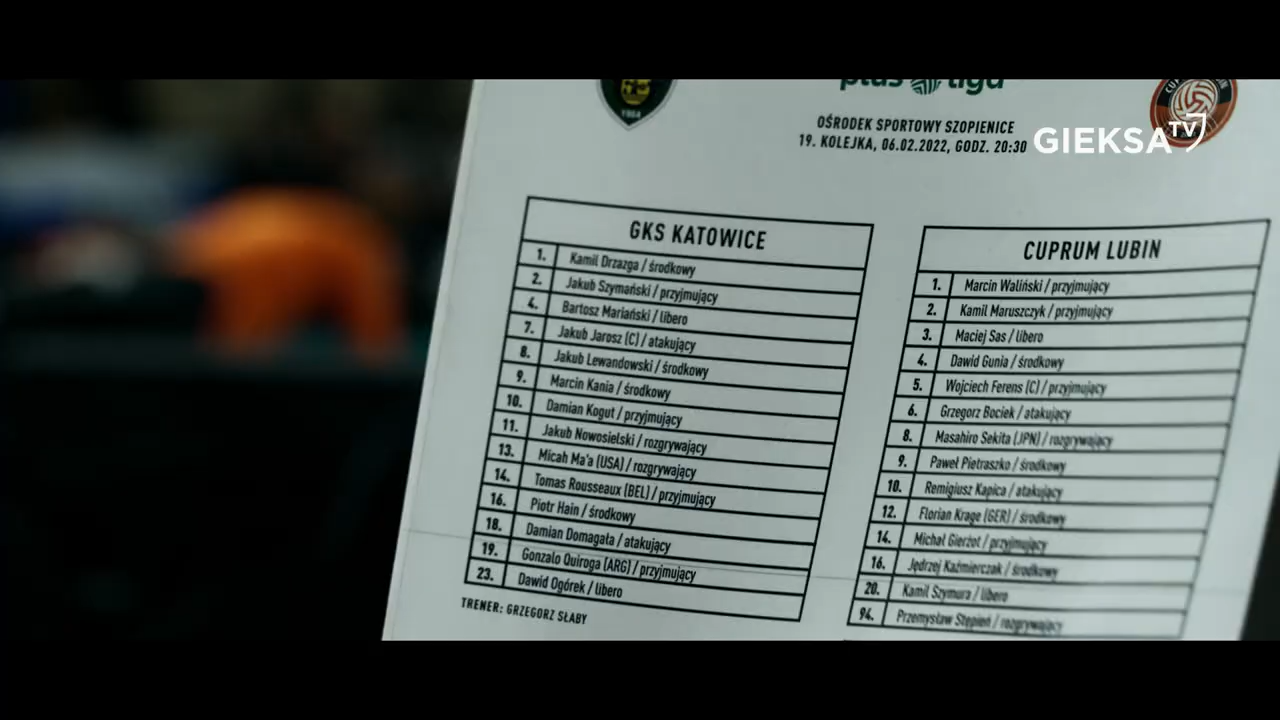 plus liga
1964
OŚRODEK SPORTOWY SZOPIENICE
19. KOLEJKA, 06.02.2022, GODZ. 20:30
GIEKSA TV
GKS KATOWICE
1. Kamil Drzazga / środkowy
2. Jakub Szymański / przyjmujący
4. Bartosz Mariański / libero
7. Jakub Jarosz (C) / atakujący
8. Jakub Lewandowski / środkowy
9. Marcin Kania / środkowy
10. Damian Kogut / przyjmujący
11. Jakub Nowosielski / rozgrywający
13. Micah Ma'a (USA) / rozgrywający
14. Tomas Rousseaux (BEL) / przyjmujący
16. Piotr Hain / środkowy
18. Damian Domagała / atakujący
19. Gonzalo Quiroga (ARG) / przyjmujący
23. Dawid Ogórek / libero
TRENER: GRZEGORZ SŁABY
CUPRUM LUBIN
1. Marcin Waliński / przyjmujący
2. Kamil Maruszczyk / przyjmujący
3. Maciej Sas / libero
4. Dawid Gunia / środkowy
5. Wojciech Ferens (C) / przyjmujący
6. Grzegorz Bociek / atakujący
8. Masahiro Sekita (JPN) / rozgrywający
9. Paweł Pietraszko / środkowy
10. Remigiusz Kapica / atakujący
12. Florian Krage (GER) / środkowy
14. Michał Gierżot / przyjmujący
16. Jędrzej Kaźmierczak / środkowy
20. Kamil Szymura / libero
94. Przemysław Stępień / rozgrywający